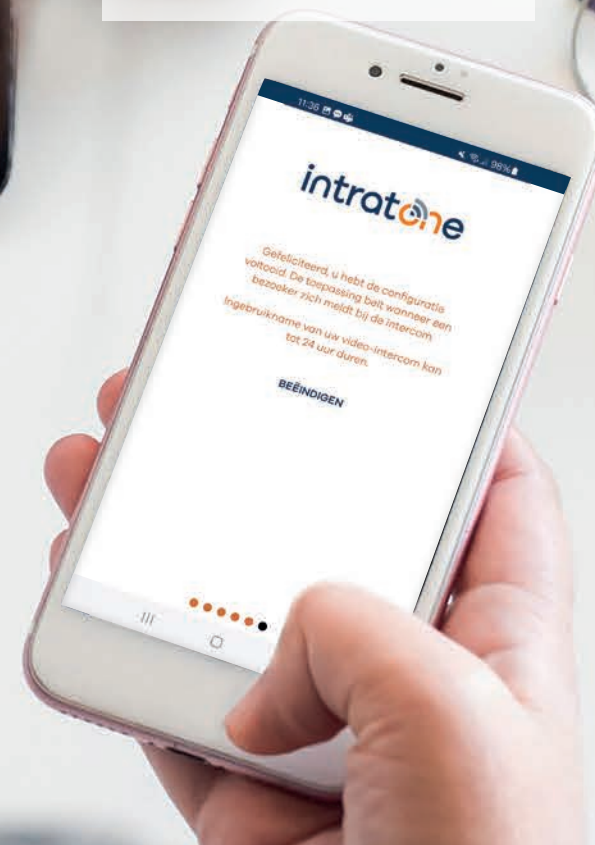 11:36
98%
intratone
Gefeliciteerd, u hebt de configuratie
voltooid. De toepassing belt wanneer een
bezoeker zich meldt bij de intercom.
Ingebruikname van uw video-intercom kan
tot 24 uur duren.
BEËINDIGEN